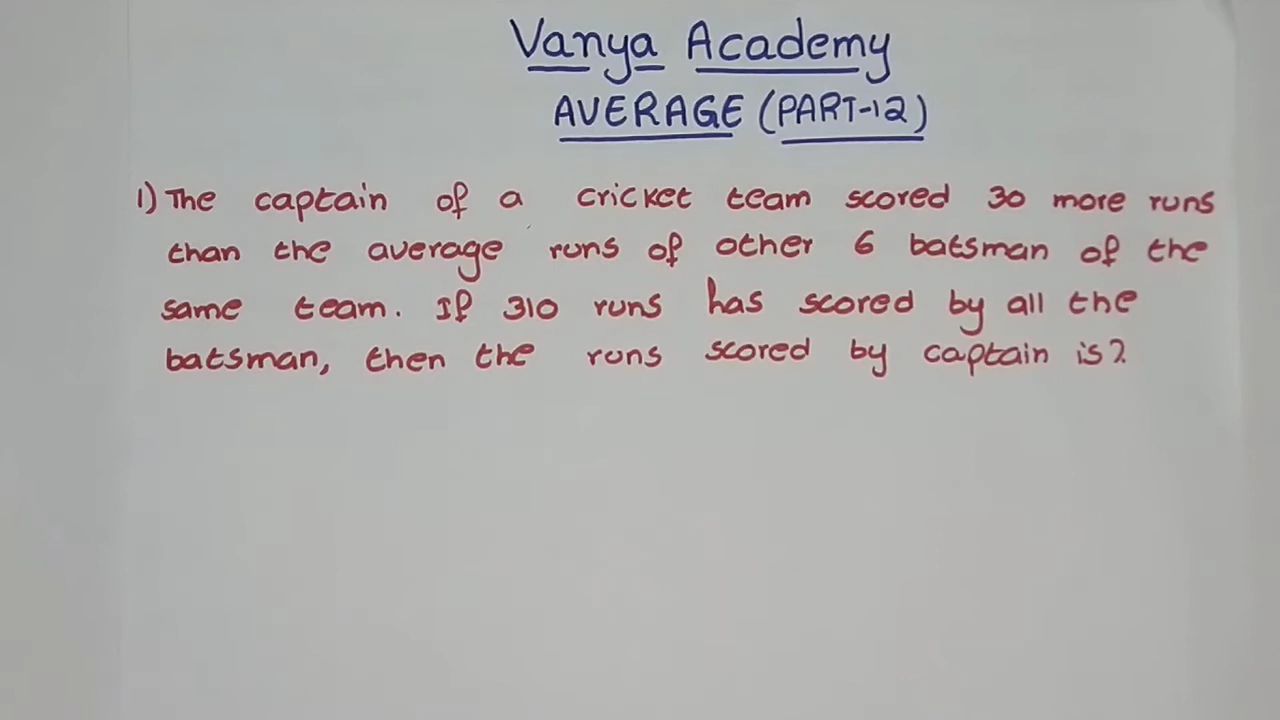 Vanya Academy
AVERAGE (PART-12)
1) The captain of a cricket team scored 30 more runs
than the average runs of other 6 batsman of the
same team. If 310 runs has scored by all the
batsman, then the runs scored by captain is?